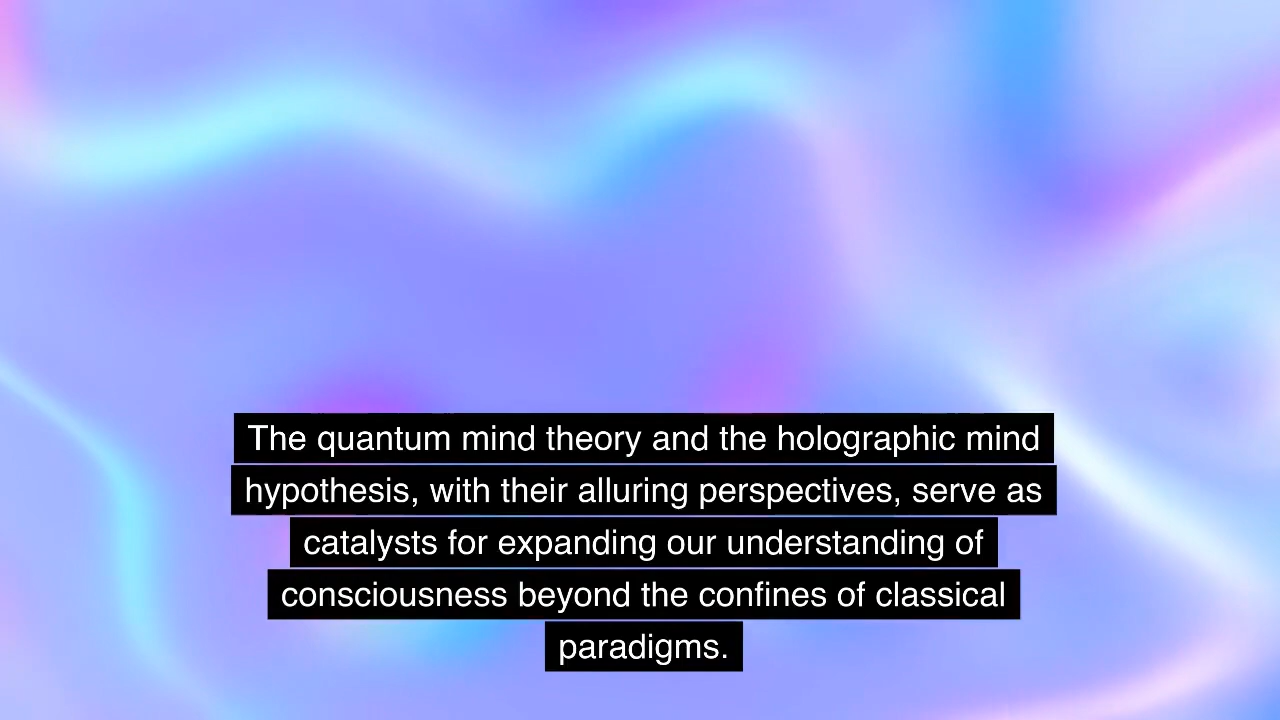 The quantum mind theory and the holographic mind
hypothesis, with their alluring perspectives, serve as
catalysts for expanding our understanding of
consciousness beyond the confines of classical
paradigms.